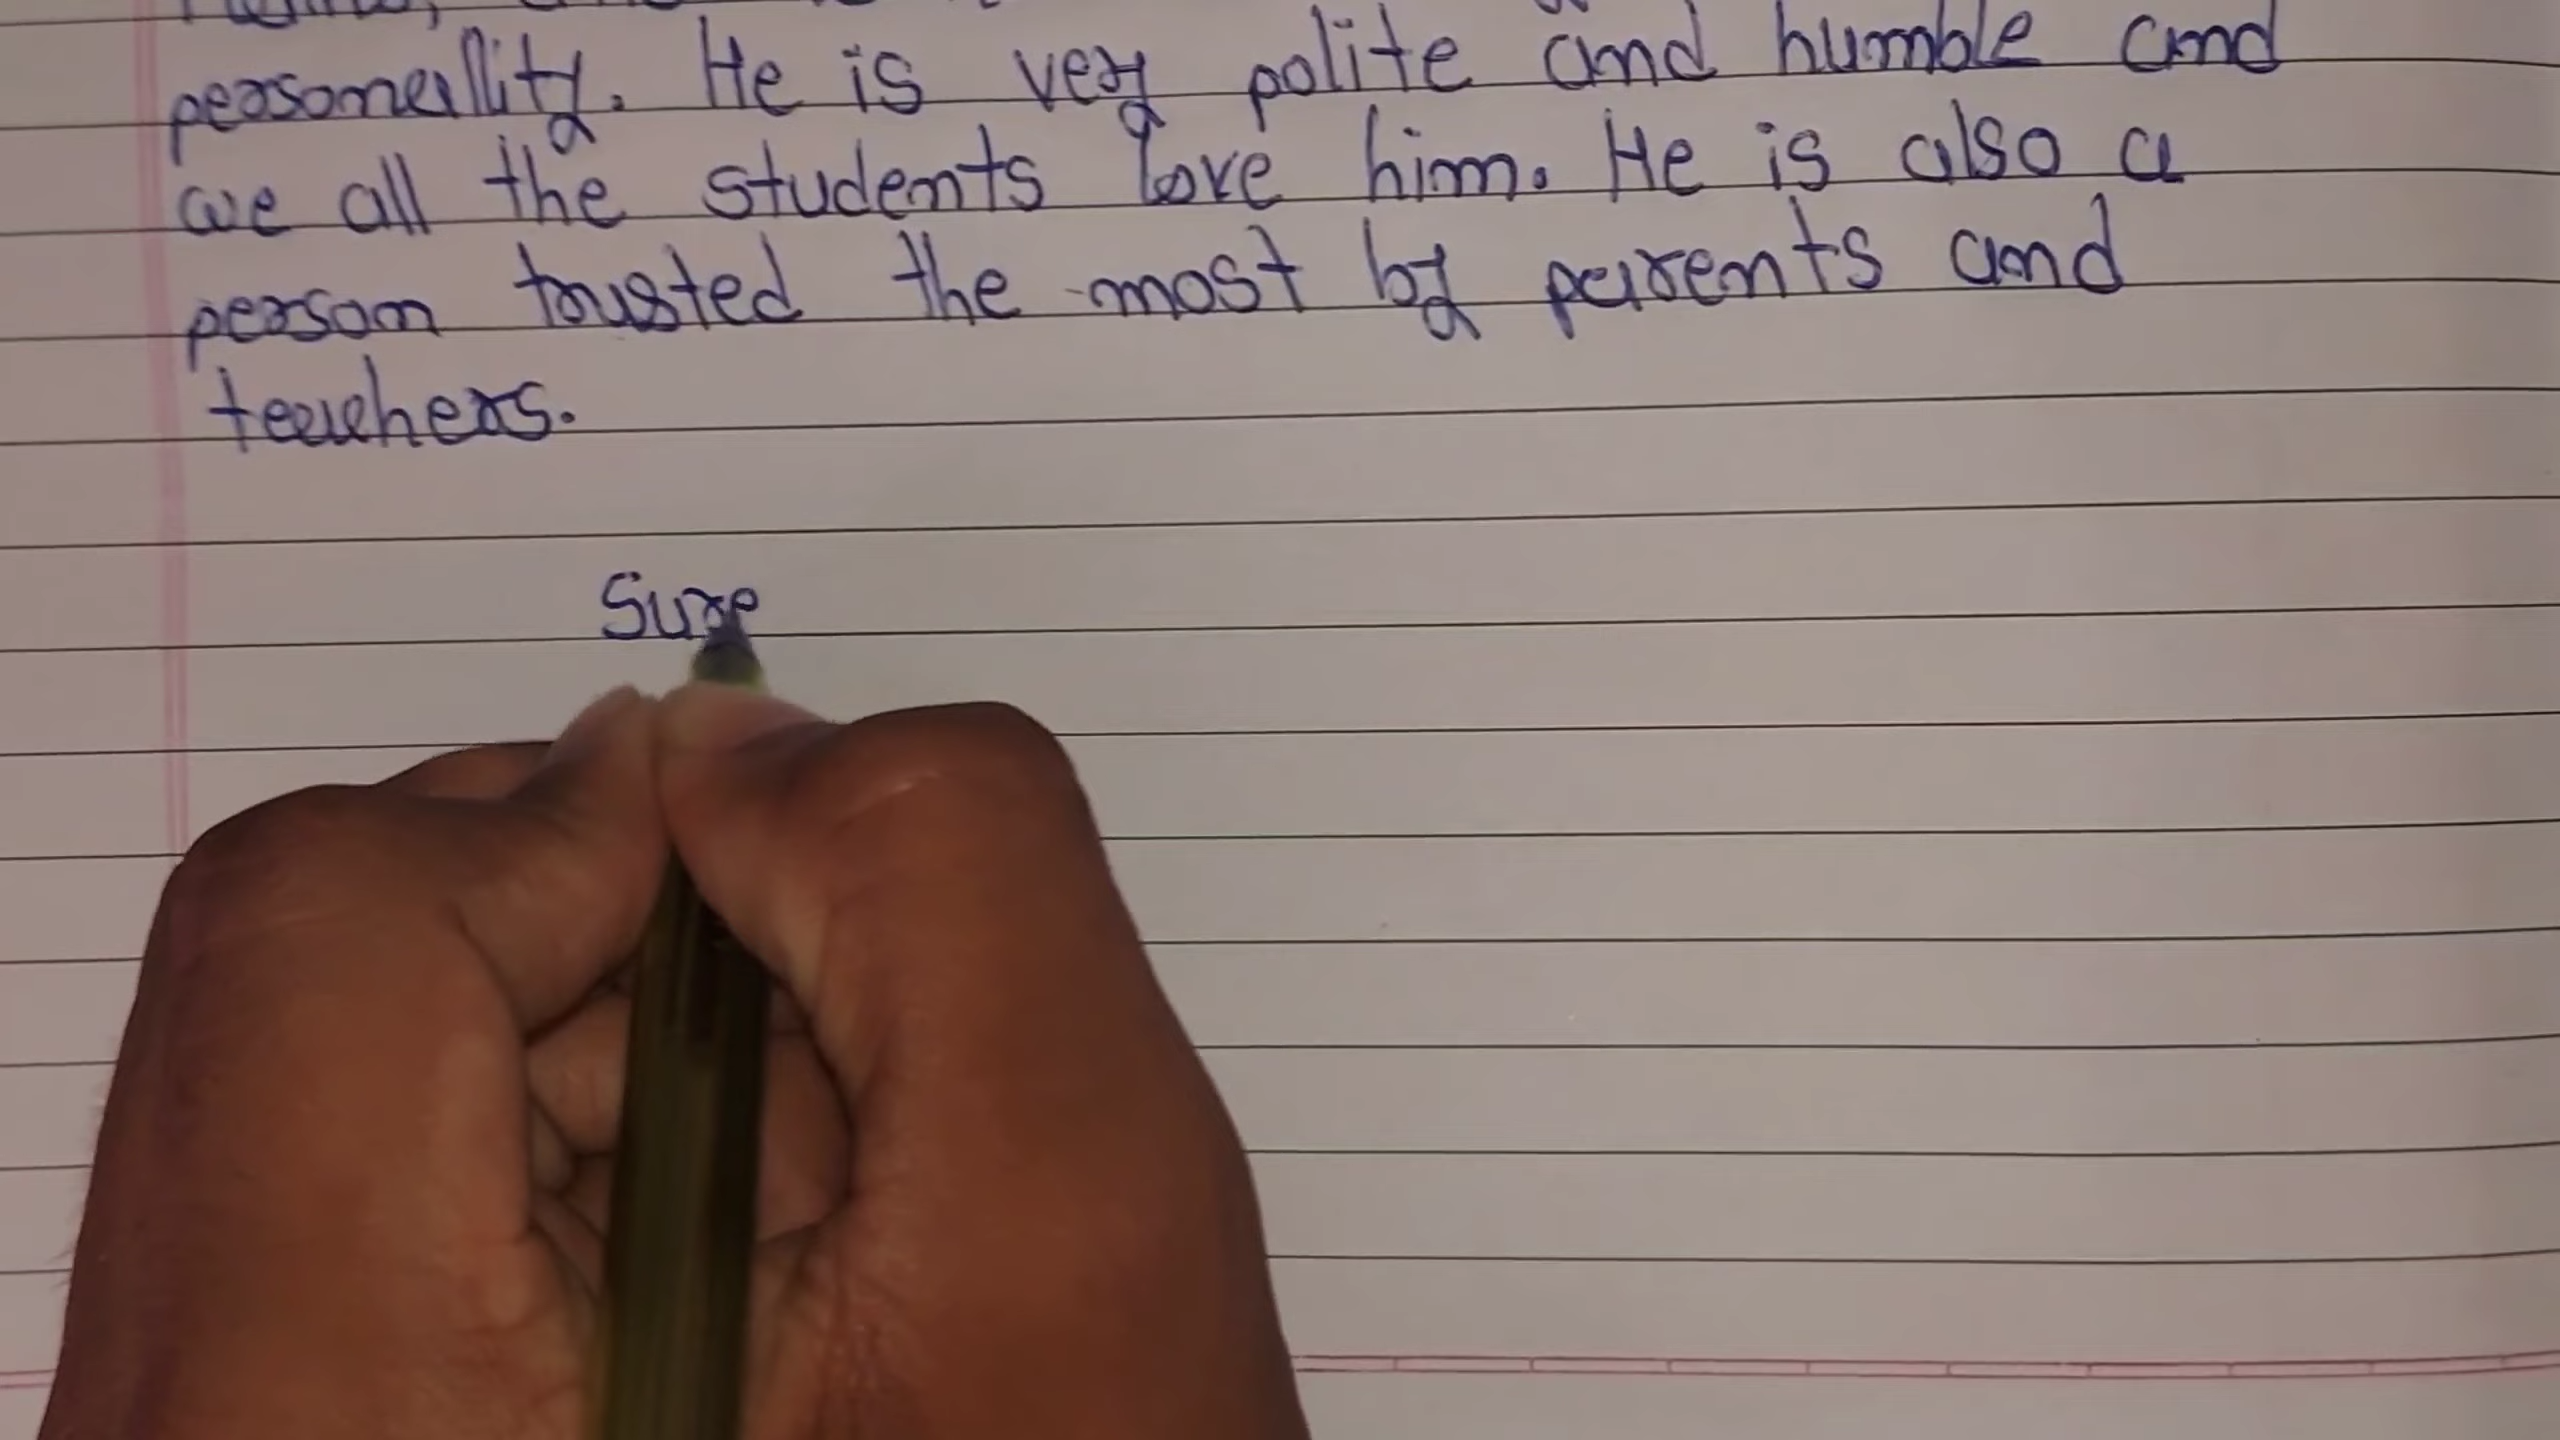 personallity. He is very polite and humble and
we all the students love him. He is also a
person trusted the most by parents and
teachers.
Sure